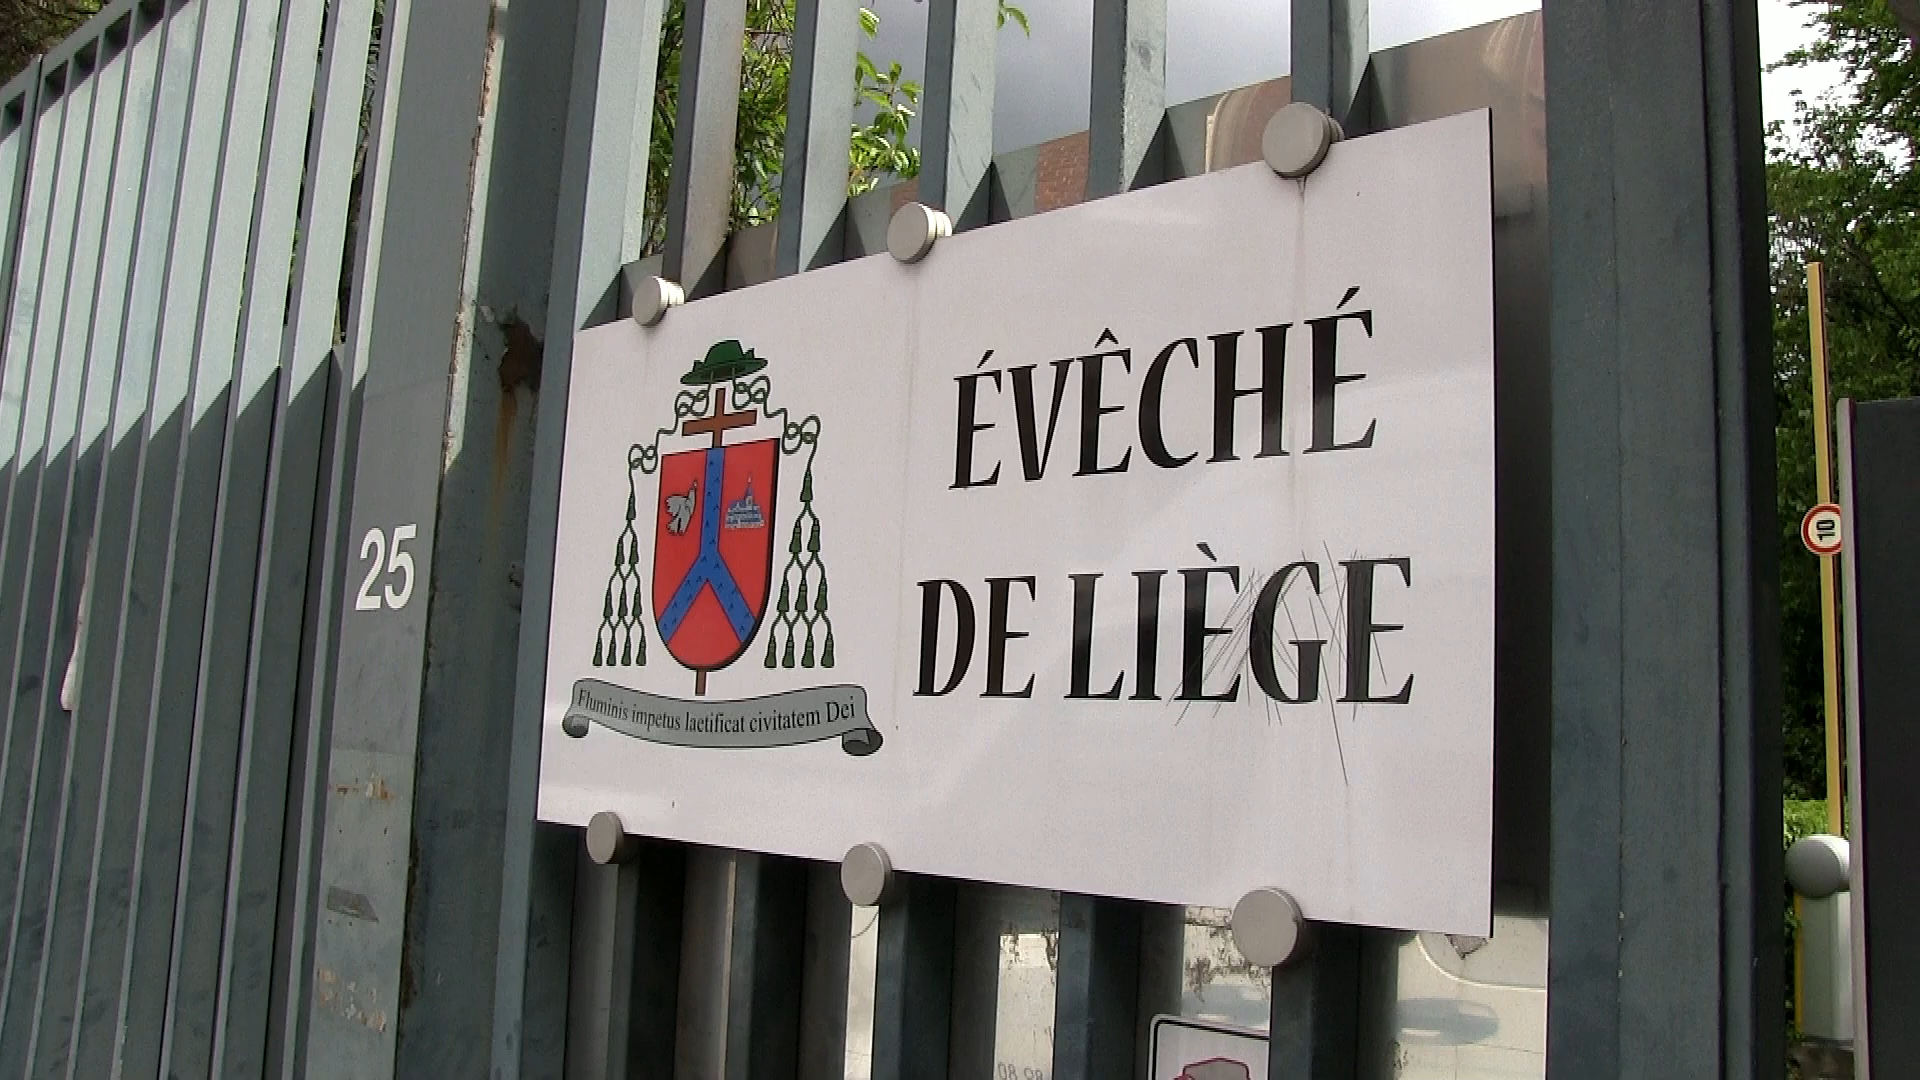 25
ÉVÊCHÉ
DE LIÈGE
Fluminis impetus laetificat civitatem Dei
10